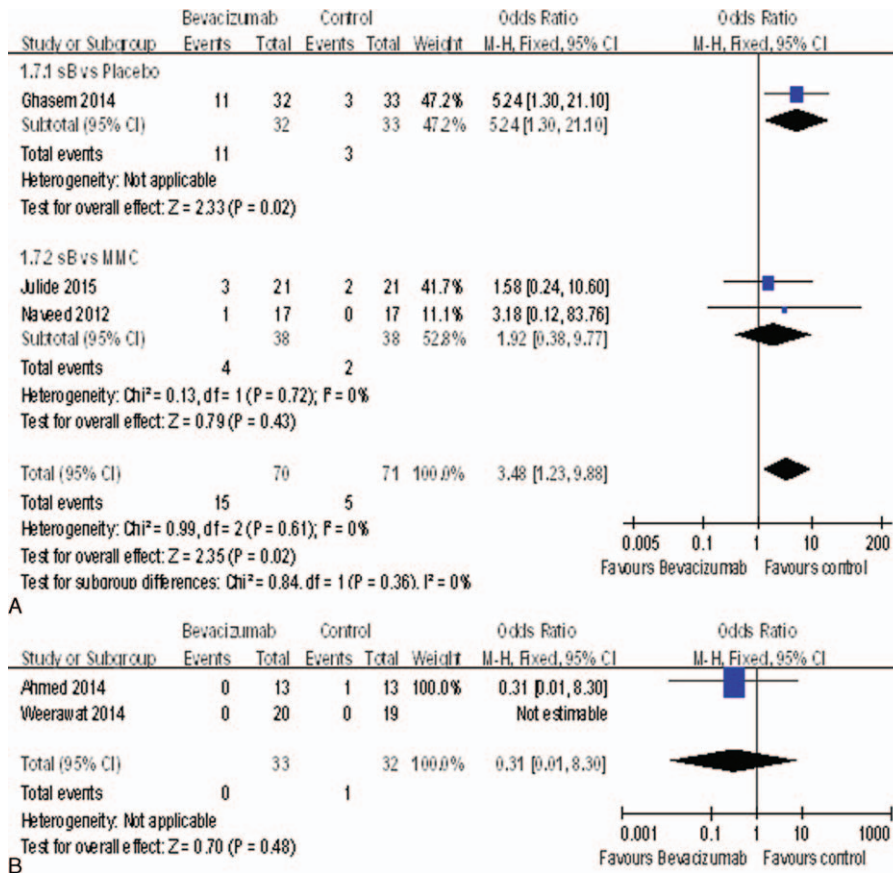 Bevacizumab Control Odds Ratio Odds Ratio
Study or Subgroup Events Total Events Total Weight M-H, Fixed, 95% CI M-H, Fixed, 95% CI
1.7.1 sB vs Placebo
Ghasem 2014 11 32 3 33 47.2% 5.24 [1.30, 21.10]
Subtotal (95% CI) 32 33 47.2% 5.24 [1.30, 21.10]
Total events 11 3
Heterogeneity: Not applicable
Test for overall effect: Z = 2.33 (P = 0.02)
1.7.2 sB vs MMC
Julide 2015 3 21 2 21 41.7% 1.58 [0.24, 10.60]
Naveed 2012 1 17 0 17 11.1% 3.18 [0.12, 83.76]
Subtotal (95% CI) 38 38 52.8% 1.92 [0.38, 9.77]
Total events 4 2
Heterogeneity: Chi² = 0.13, df = 1 (P = 0.72); I² = 0%
Test for overall effect: Z = 0.79 (P = 0.43)
Total (95% CI) 70 71 100.0% 3.48 [1.23, 9.88]
Total events 15 5
Heterogeneity: Chi² = 0.99, df = 2 (P = 0.61); I² = 0%
Test for overall effect: Z = 2.35 (P = 0.02)
Test for subgroup differences: Chi² = 0.84, df = 1 (P = 0.36), I² = 0%
0.005 0.1 1 10 200
Favours Bevacizumab Favours control
A
Bevacizumab Control Odds Ratio Odds Ratio
Study or Subgroup Events Total Events Total Weight M-H, Fixed, 95% CI M-H, Fixed, 95% CI
Ahmed 2014 0 13 1 13 100.0% 0.31 [0.01, 8.30]
Weerawat 2014 0 20 0 19 Not estimable
Total (95% CI) 33 32 100.0% 0.31 [0.01, 8.30]
Total events 0 1
Heterogeneity: Not applicable
Test for overall effect: Z = 0.70 (P = 0.48)
0.001 0.1 1 10 1000
Favours Bevacizumab Favours control
B